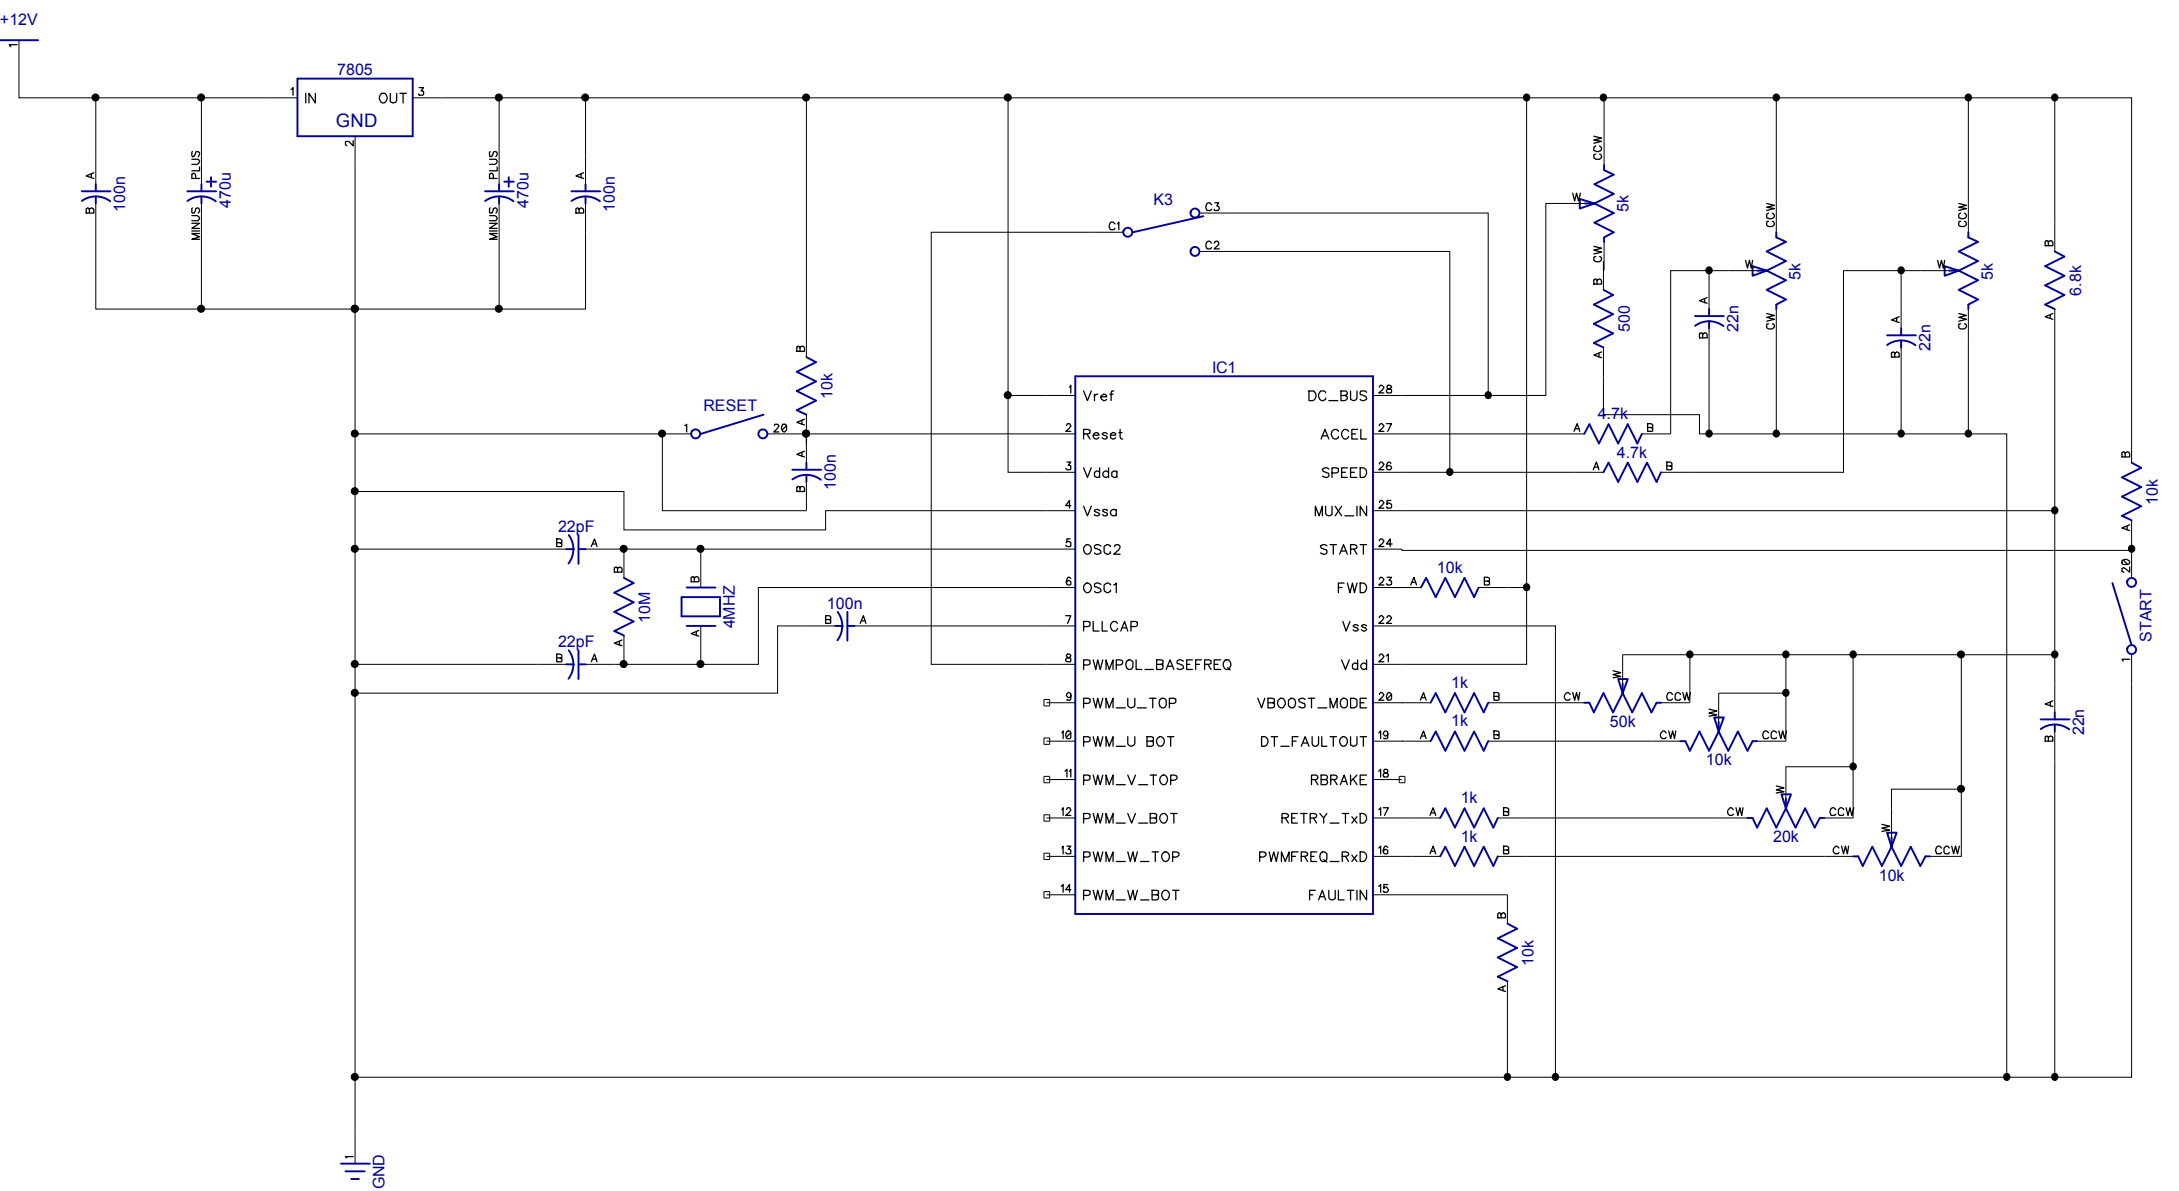 +12V
1
7805
1 IN OUT 3
GND
2
A
100n
B
PLUS
470u
MINUS
PLUS
470u
MINUS
A
100n
B
K3
C1
C3
C2
CCW
W
5k
CW
B
500
A
CCW
W
5k
CW
A
22n
B
CCW
W
5k
CW
A
22n
B
B
6.8k
A
B
10k
A
RESET
1
20
A
100n
B
IC1
1 Vref
2 Reset
3 Vdda
4 Vssa
5 OSC2
6 OSC1
7 PLLCAP
8 PWMPOL_BASEFREQ
9 PWM_U_TOP
10 PWM_U BOT
11 PWM_V_TOP
12 PWM_V_BOT
13 PWM_W_TOP
14 PWM_W_BOT
DC_BUS 28
ACCEL 27
SPEED 26
MUX_IN 25
START 24
FWD 23
Vss 22
Vdd 21
VBOOST_MODE 20
DT_FAULTOUT 19
RBRAKE 18
RETRY_TxD 17
PWMFREQ_RxD 16
FAULTIN 15
4.7k
A B
4.7k
A B
B
10k
A
20
START
1
10k
A B
22pF
B A
B
10M
A
B
4MHZ
A
22pF
B A
100n
B A
1k
A B
CW W CCW
50k
1k
A B
CW W CCW
10k
1k
A B
CW W CCW
20k
1k
A B
CW W CCW
10k
A
22n
B
B
10k
A
1
GND